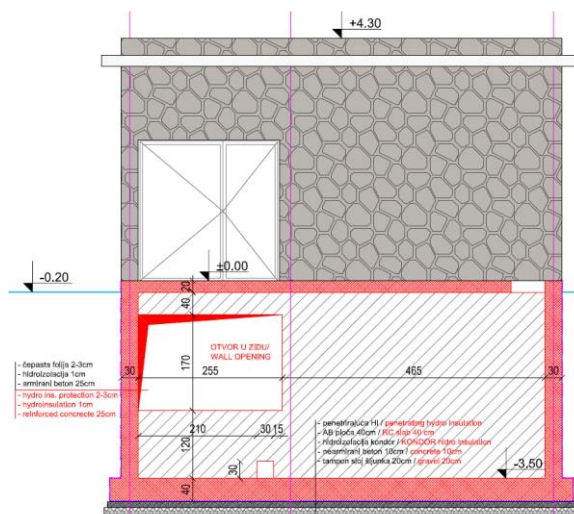 +4.30
-0.20
±0.00
20
40
OTVOR U ZIDU/
WALL OPENING
170
- čepasta folija 2-3cm
- hidroizolacija 1cm
- armirani beton 25cm
- hydro ins. protection 2-3cm
- hydroinsulation 1cm
- reinforced concrecte 25cm
30
255
465
30
210
30
15
120
30
40
- penetrirajuća HI / penetrating hydro insulation
- AB ploča 40cm / RC slab 40 cm
- hidroizolacija kondor / KONDOR hidro insulation
- nearmirani beton 10cm / concrete 10cm
- tampon sloj šljunka 20cm / gravel 20cm
-3.50